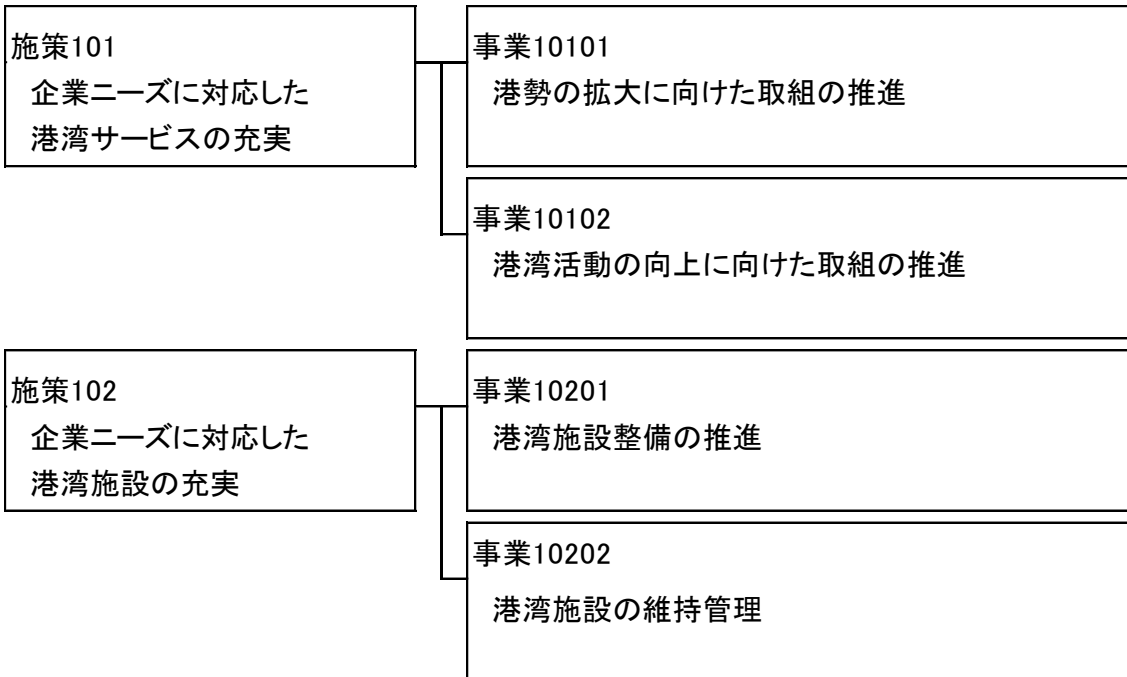 施策101
企業ニーズに対応した
港湾サービスの充実
事業10101
港勢の拡大に向けた取組の推進
事業10102
港湾活動の向上に向けた取組の推進
施策102
企業ニーズに対応した
港湾施設の充実
事業10201
港湾施設整備の推進
事業10202
港湾施設の維持管理